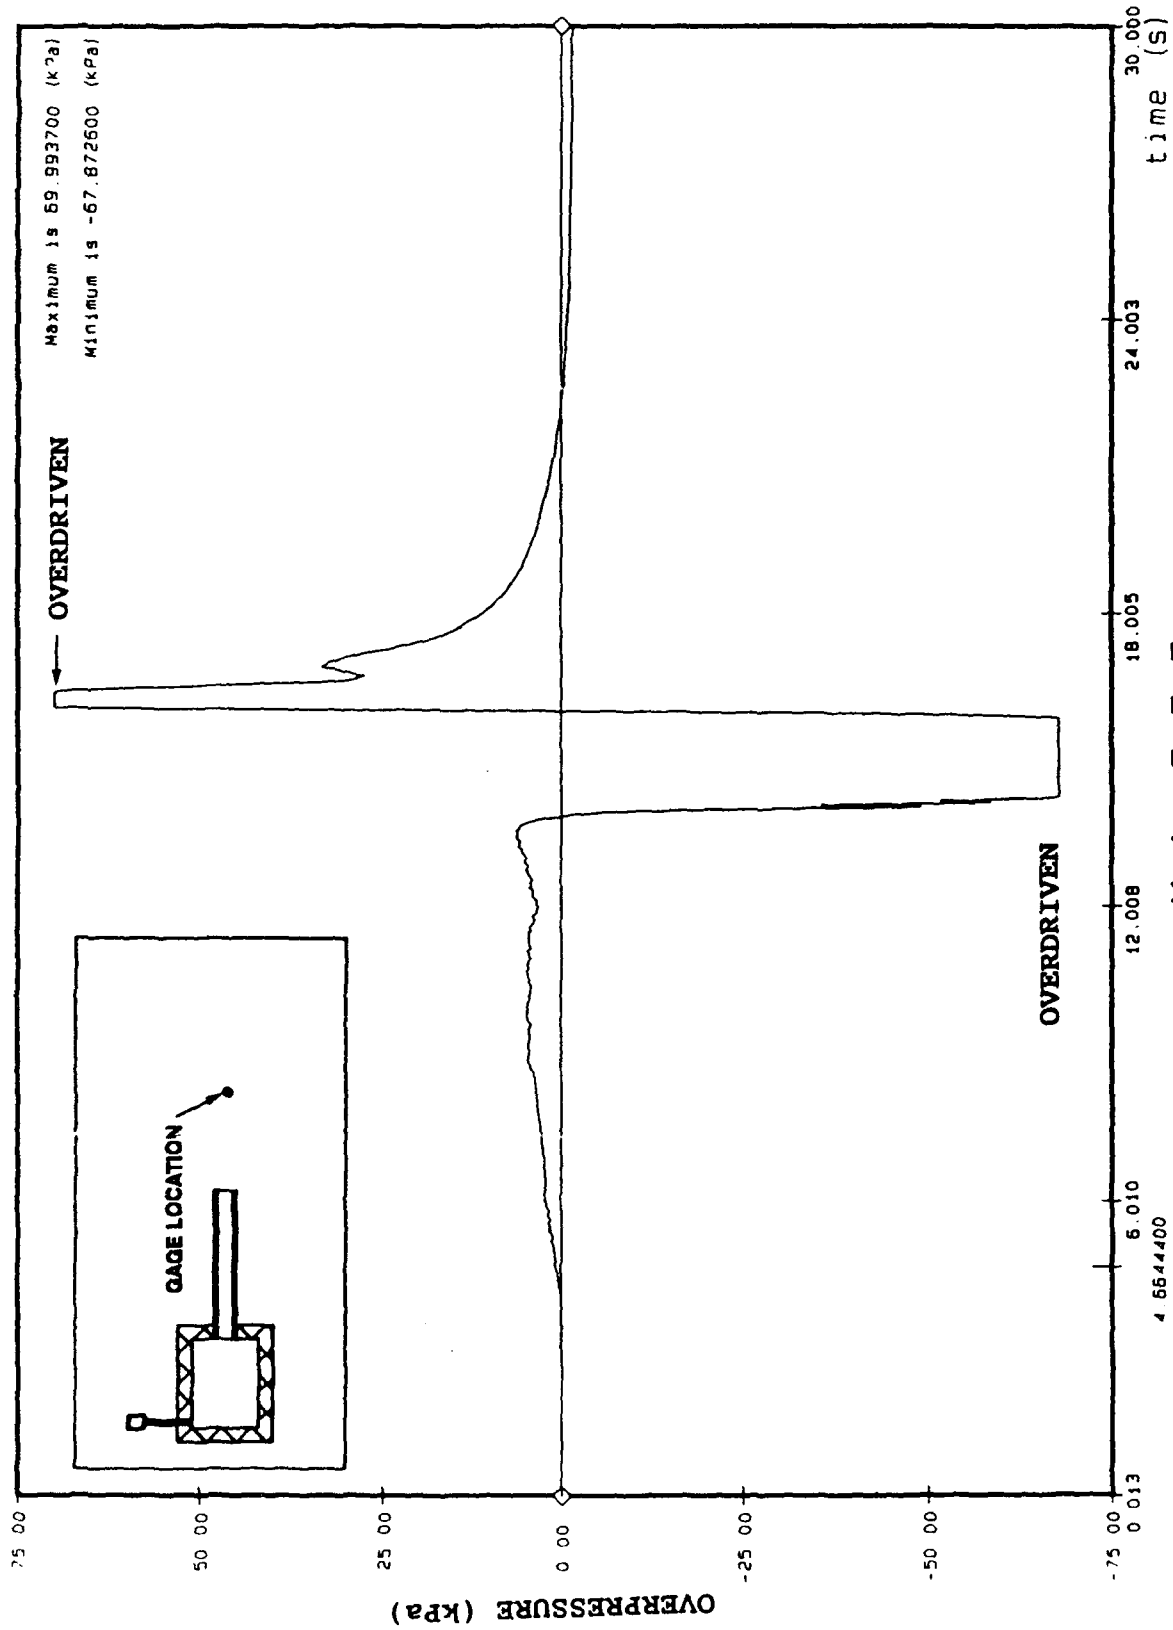 Maximum is 69.993700 (kPa)
Minimum is -67.872600 (kPa)
OVERDRIVEN
GAGE LOCATION
OVERDRIVEN
OVERPRESSURE (kPa)
75 00
50 00
25 00
0 00
-25 00
-50 00
-75 00
0 013
6.010
12.008
18.005
24.003
30.000
4 6644400
time (s)